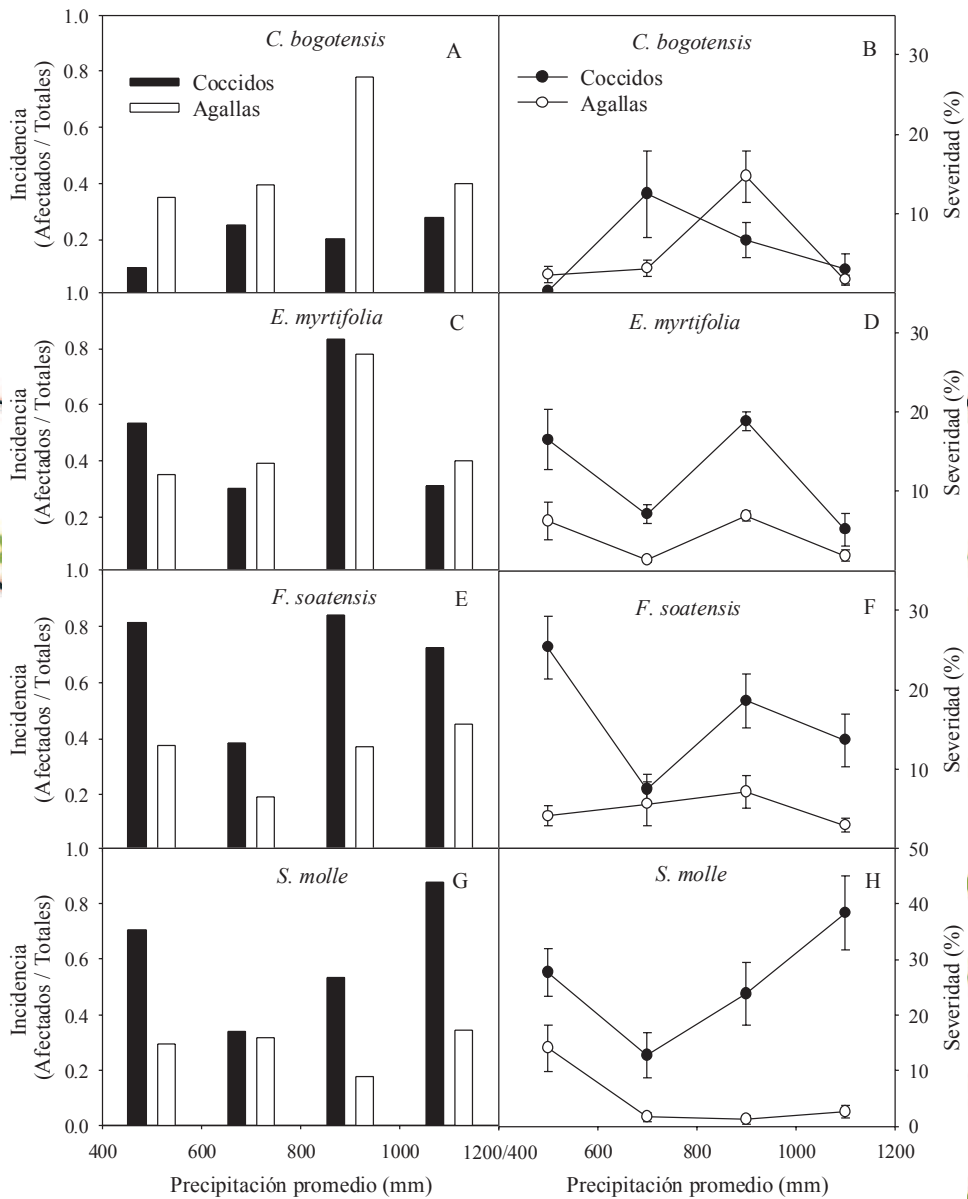 C. bogotensis
A
Coccidos
Agallas
Incidencia
(Afectados / Totales)
1.0
0.8
0.6
0.4
0.2
C. bogotensis
B
Coccidos
Agallas
30
20
10
Severidad (%)
E. myrtifolia
C
Incidencia
(Afectados / Totales)
1.0
0.8
0.6
0.4
0.2
E. myrtifolia
D
30
20
10
Severidad (%)
F. soatensis
E
Incidencia
(Afectados / Totales)
1.0
0.8
0.6
0.4
0.2
F. soatensis
F
30
20
10
Severidad (%)
S. molle
G
Incidencia
(Afectados / Totales)
1.0
0.8
0.6
0.4
0.2
0.0
S. molle
H
50
40
30
20
10
0
Severidad (%)
400 600 800 1000 1200/400 600 800 1000 1200
Precipitación promedio (mm)
Precipitación promedio (mm)